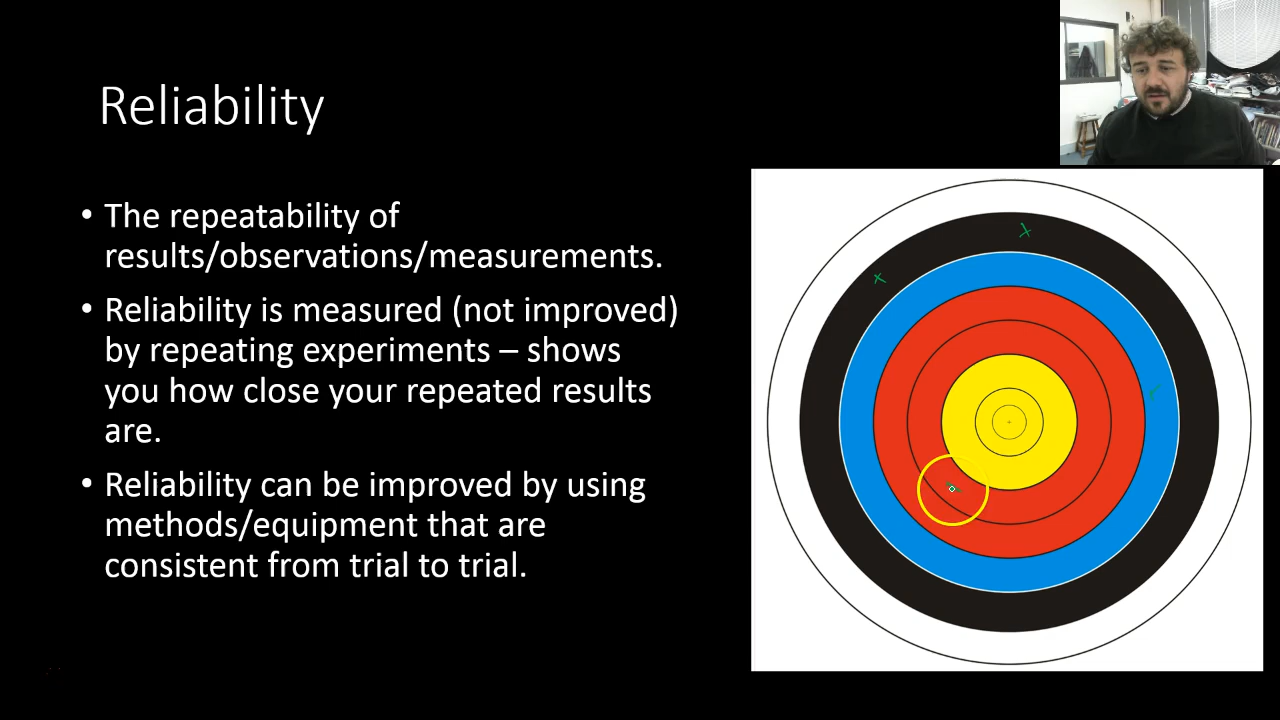 Reliability
• The repeatability of
results/observations/measurements.
• Reliability is measured (not improved)
by repeating experiments – shows
you how close your repeated results
are.
• Reliability can be improved by using
methods/equipment that are
consistent from trial to trial.